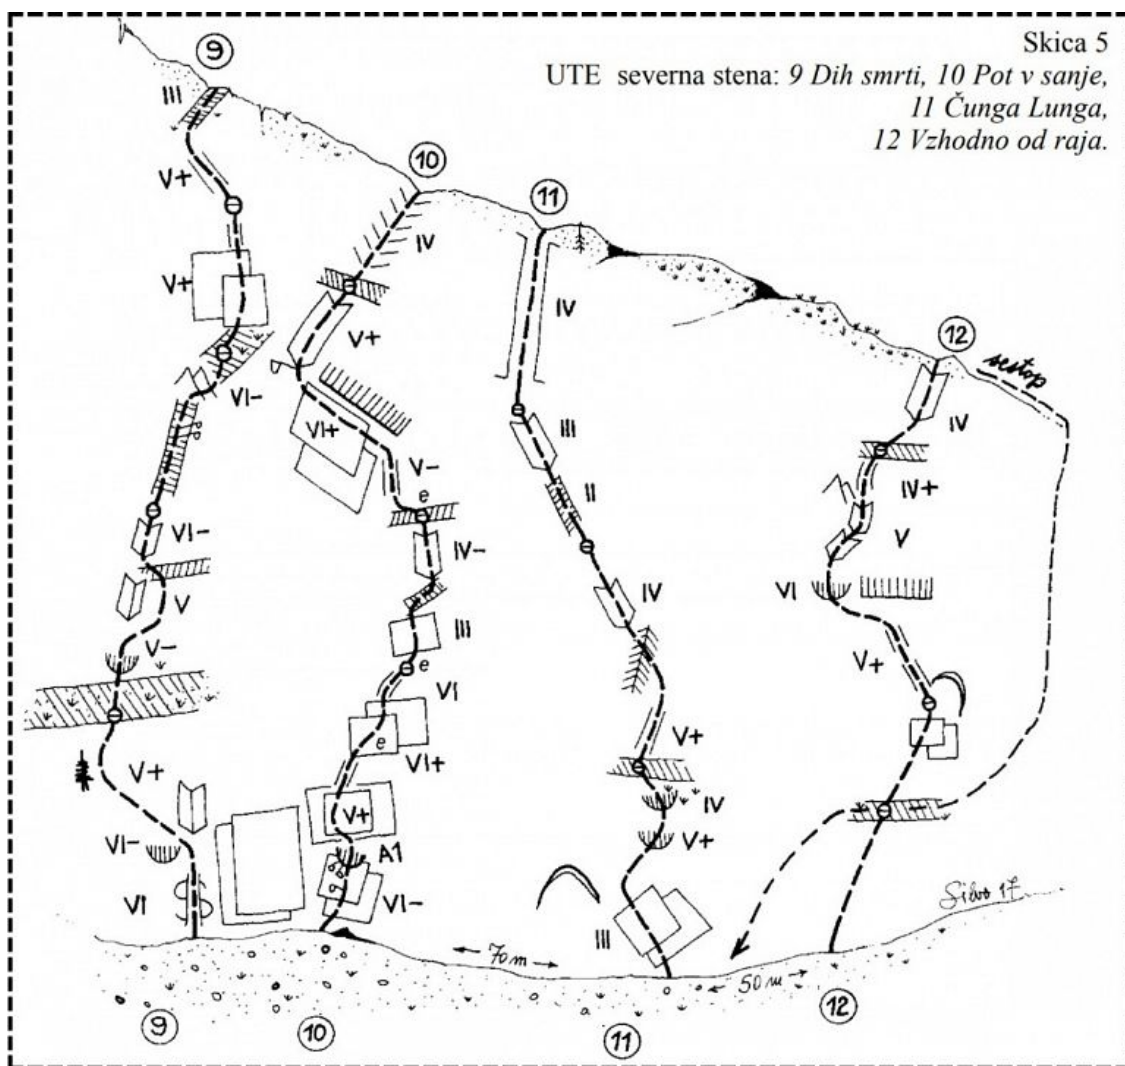 Skica 5
UTE severna stena: 9 Dih smrti, 10 Pot v sanje,
11 Čunga Lunga,
12 Vzhodno od raja.
9
III
V+
10
IV
11
V+
IV
12
sestop
V+
VI-
VI+
III
IV
V-
e
II
IV+
VI-
IV-
V
V
IV
VI
III
V-
e
VI
V+
e
V+
VI+
V+
IV
V+
V+
VI-
A1
VI
VI-
III
Silvo 17
70 m
50 m
9
10
11
12